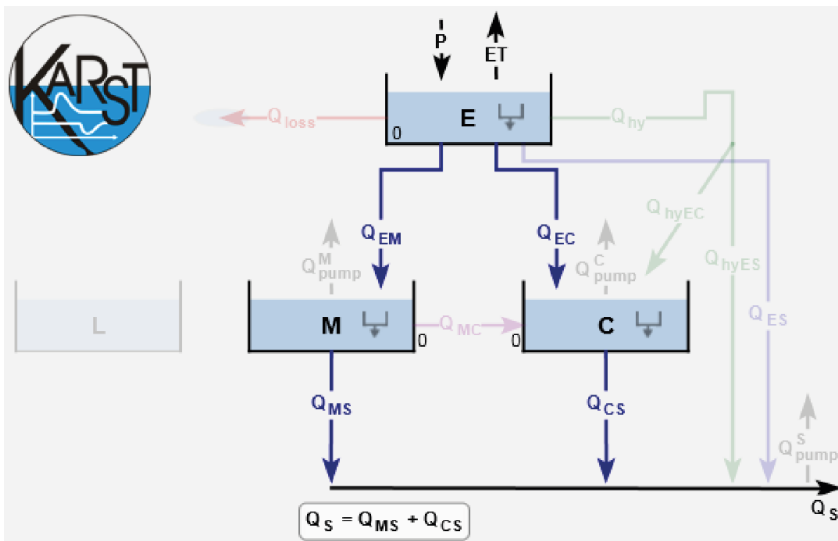 KARST
P
ET
E
0
Q_loss
Q_hy
Q_EM
Q_EC
Q_hyEC
Q_hyES
Q^M_pump
Q^C_pump
L
M
0
Q_MC
0
C
Q_ES
Q_MS
Q_CS
Q^S_pump
Q_S
Q_S = Q_MS + Q_CS